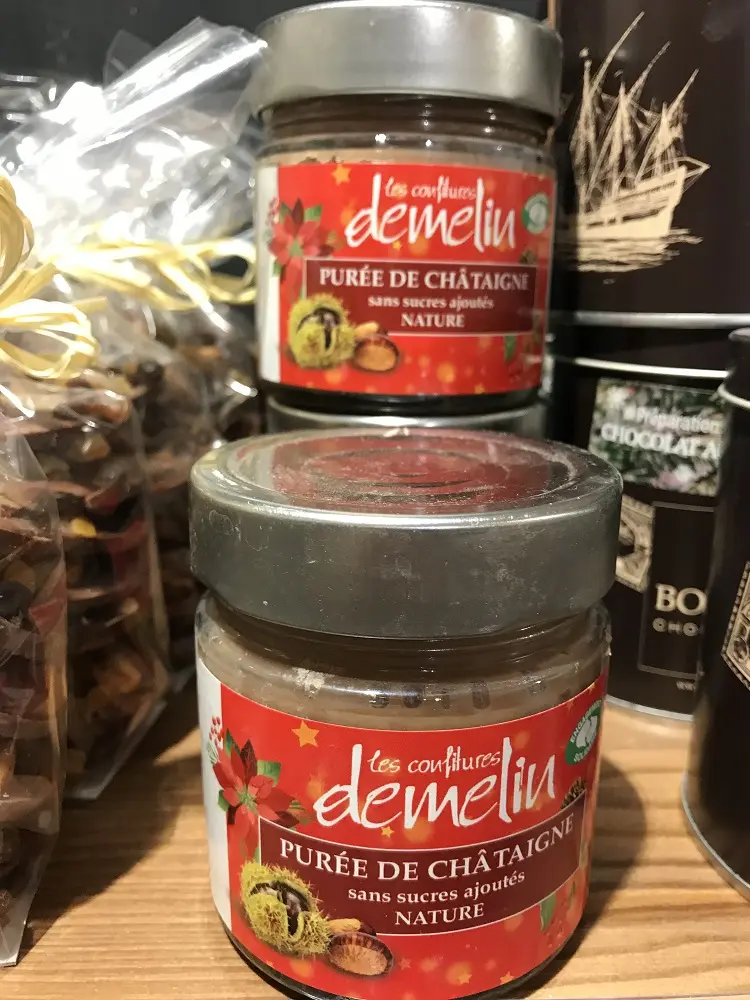 les confitures
demelin
PURÉE DE CHÂTAIGNE
sans sucres ajoutés
NATURE
Préparation
CHOCOLAT A
BO
CHO
les confitures
demelin
PURÉE DE CHÂTAIGNE
sans sucres ajoutés
NATURE